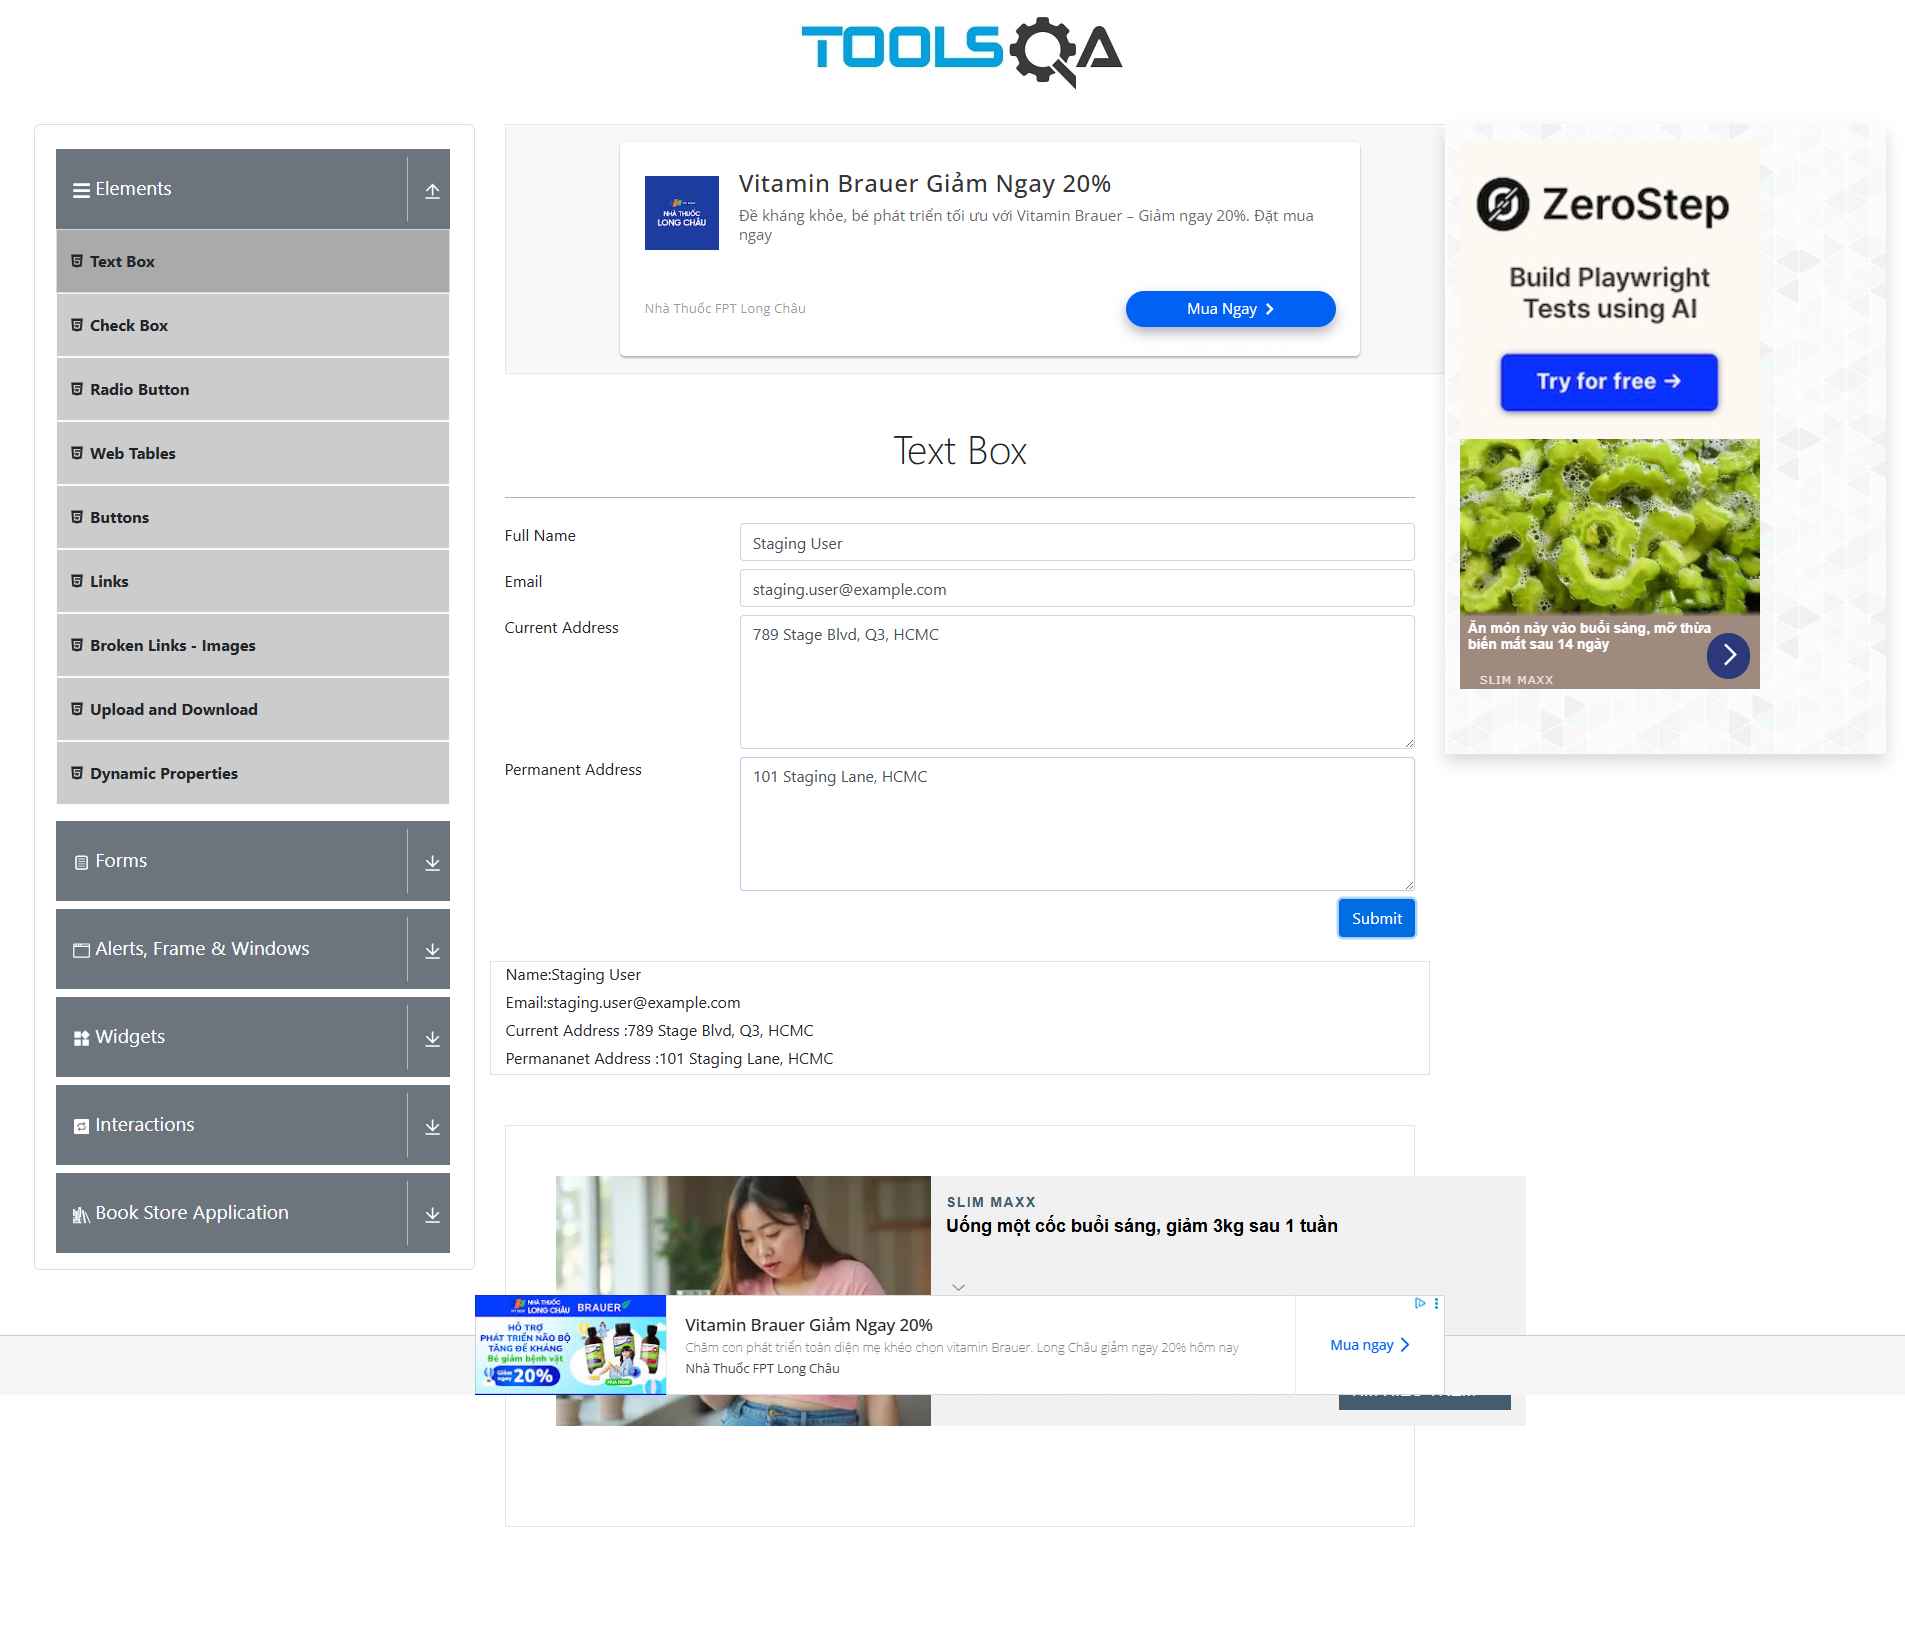 TOOLSQA
Elements
Text Box
Check Box
Radio Button
Web Tables
Buttons
Links
Broken Links - Images
Upload and Download
Dynamic Properties
Forms
Alerts, Frame & Windows
Widgets
Interactions
Book Store Application
NHÀ THUỐC
LONG CHÂU
Vitamin Brauer Giảm Ngay 20%
Đề kháng khỏe, bé phát triển tối ưu với Vitamin Brauer – Giảm ngay 20%. Đặt mua
ngay
Nhà Thuốc FPT Long Châu
Mua Ngay
Text Box
Full Name
Staging User
Email
staging.user@example.com
Current Address
789 Stage Blvd, Q3, HCMC
Permanent Address
101 Staging Lane, HCMC
Submit
Name:Staging User
Email:staging.user@example.com
Current Address :789 Stage Blvd, Q3, HCMC
Permananet Address :101 Staging Lane, HCMC
ZeroStep
Build Playwright
Tests using AI
Try for free →
Ăn món này vào buổi sáng, mỡ thừa
biến mất sau 14 ngày
SLIM MAXX
SLIM MAXX
Uống một cốc buổi sáng, giảm 3kg sau 1 tuần
NHÀ THUỐC
LONG CHÂU BRAUER
HỖ TRỢ
PHÁT TRIỂN NÃO BỘ
TĂNG ĐỀ KHÁNG
Bé giảm bệnh vặt
Giảm
ngay 20%
MUA NGAY
Vitamin Brauer Giảm Ngay 20%
Chăm con phát triển toàn diện mẹ khéo chọn vitamin Brauer. Long Châu giảm ngay 20% hôm nay
Nhà Thuốc FPT Long Châu
Mua ngay